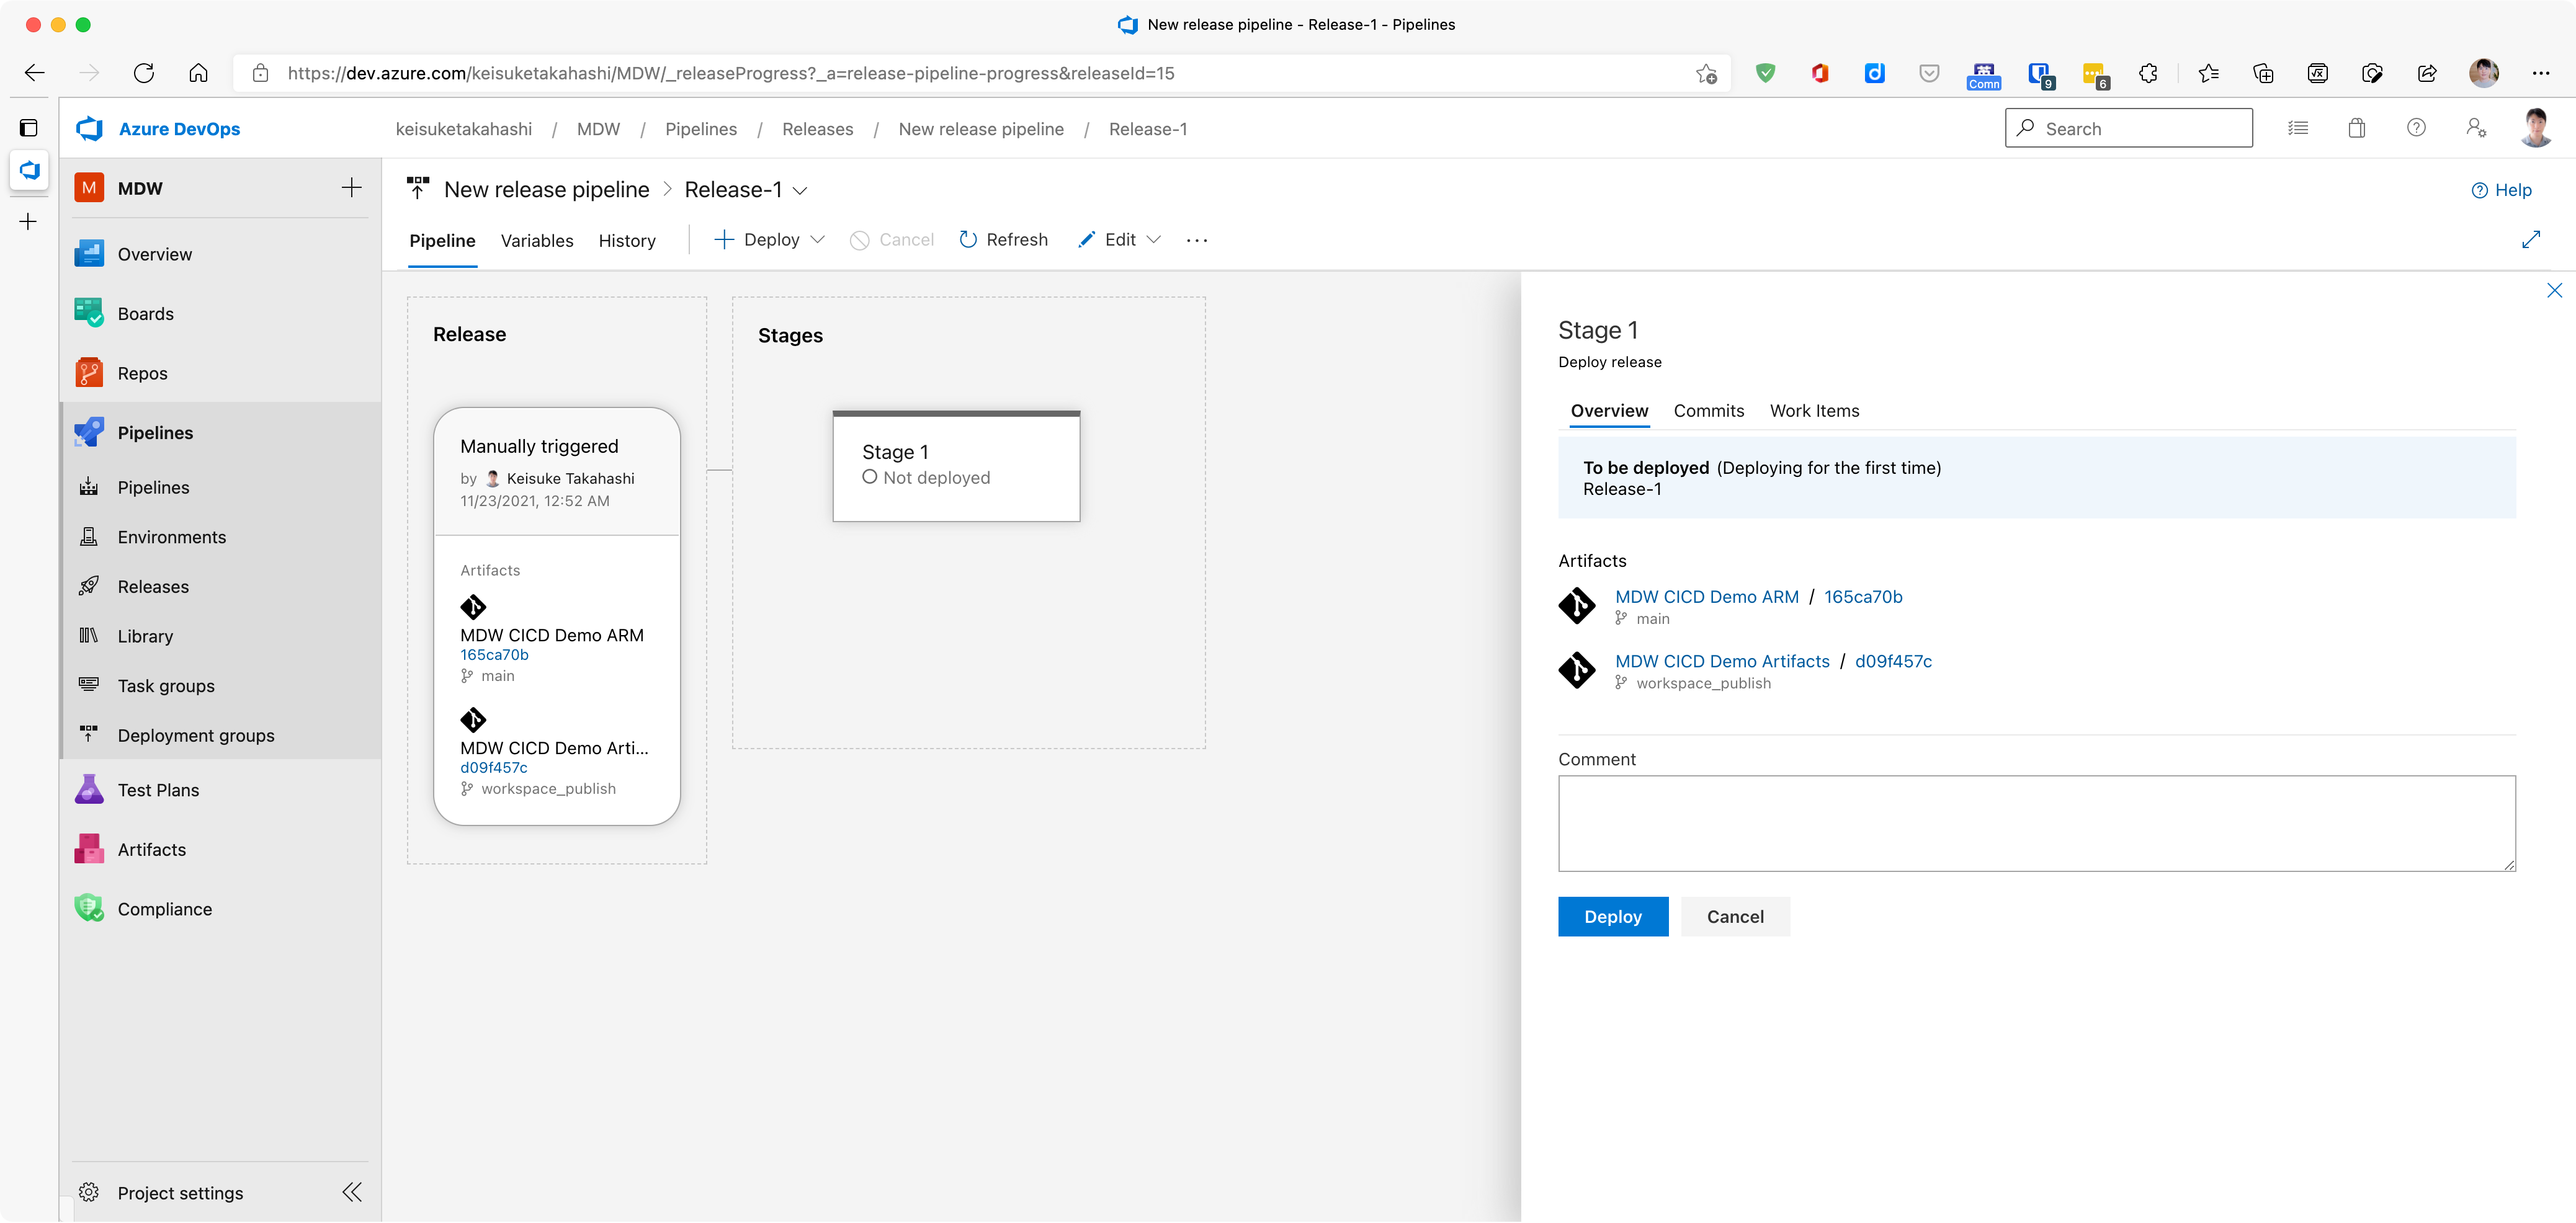 New release pipeline - Release-1 - Pipelines
https://dev.azure.com/keisuketakahashi/MDW/_releaseProgress?_a=release-pipeline-progress&releaseId=15
Comn
9
6
Azure DevOps
keisuketakahashi / MDW / Pipelines / Releases / New release pipeline / Release-1
Search
M MDW
Overview
Boards
Repos
Pipelines
Pipelines
Environments
Releases
Library
Task groups
Deployment groups
Test Plans
Artifacts
Compliance
Project settings
New release pipeline > Release-1
Help
Pipeline Variables History Deploy Cancel Refresh Edit
Release
Manually triggered
by Keisuke Takahashi
11/23/2021, 12:52 AM
Artifacts
MDW CICD Demo ARM
165ca70b
main
MDW CICD Demo Arti...
d09f457c
workspace_publish
Stages
Stage 1
Not deployed
Stage 1
Deploy release
Overview Commits Work Items
To be deployed (Deploying for the first time)
Release-1
Artifacts
MDW CICD Demo ARM / 165ca70b
main
MDW CICD Demo Artifacts / d09f457c
workspace_publish
Comment
Deploy Cancel